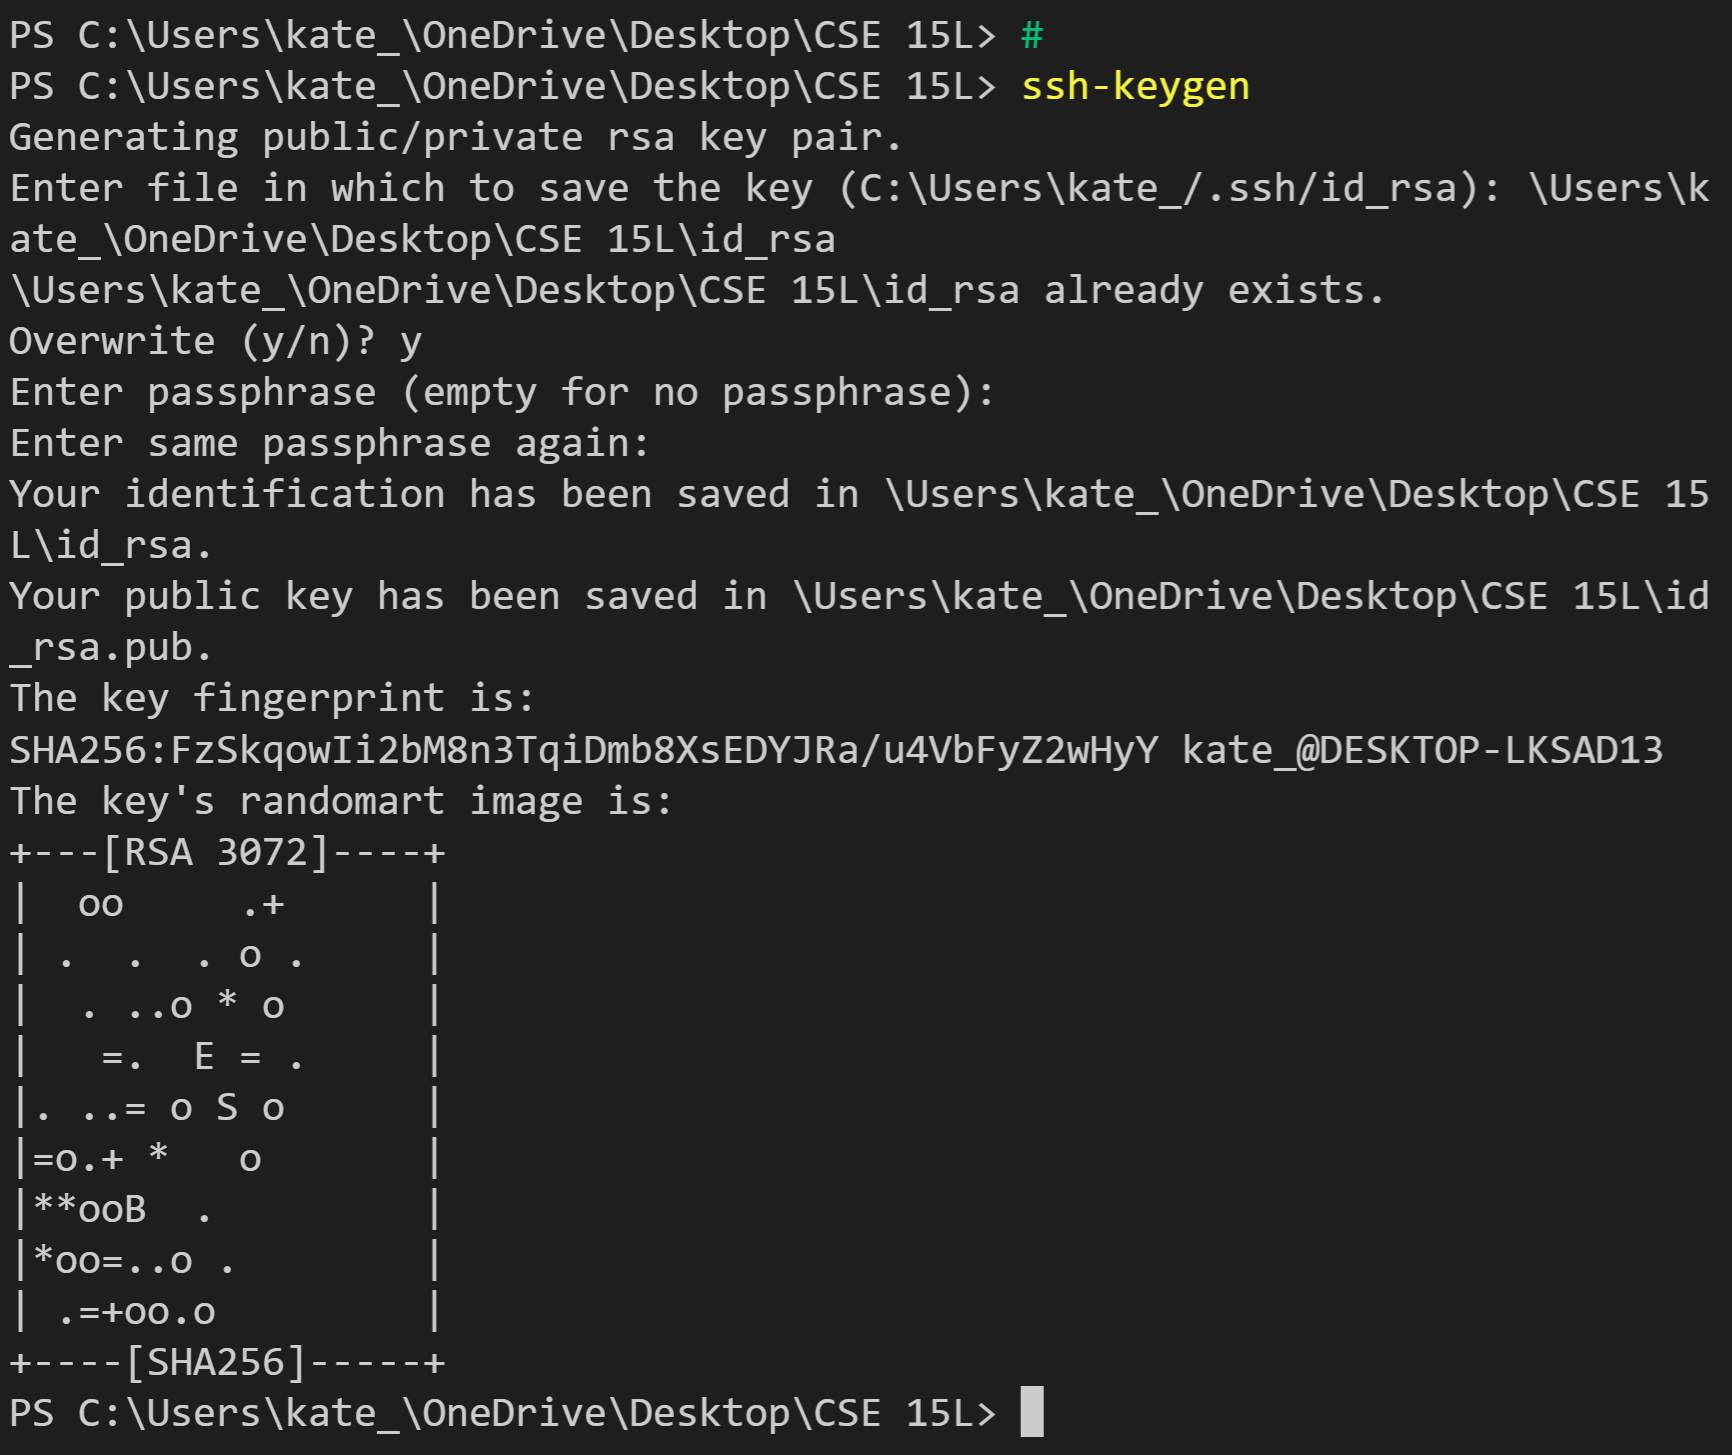 PS C:\Users\kate_\OneDrive\Desktop\CSE 15L> #
PS C:\Users\kate_\OneDrive\Desktop\CSE 15L> ssh-keygen
Generating public/private rsa key pair.
Enter file in which to save the key (C:\Users\kate_/.ssh/id_rsa): \Users\k
ate_\OneDrive\Desktop\CSE 15L\id_rsa
\Users\kate_\OneDrive\Desktop\CSE 15L\id_rsa already exists.
Overwrite (y/n)? y
Enter passphrase (empty for no passphrase):
Enter same passphrase again:
Your identification has been saved in \Users\kate_\OneDrive\Desktop\CSE 15
L\id_rsa.
Your public key has been saved in \Users\kate_\OneDrive\Desktop\CSE 15L\id
_rsa.pub.
The key fingerprint is:
SHA256:FzSkqowIi2bM8n3TqiDmb8XsEDYJRa/u4VbFyZ2wHyY kate_@DESKTOP-LKSAD13
The key's randomart image is:
+---[RSA 3072]----+
|  oo     .+      |
| .  .  . o .     |
|  . ..o * o      |
|   =.  E = .     |
|. ..= o S o      |
|=o.+ *   o       |
|**ooB  .         |
|*oo=..o .        |
| .=+oo.o         |
+----[SHA256]-----+
PS C:\Users\kate_\OneDrive\Desktop\CSE 15L>